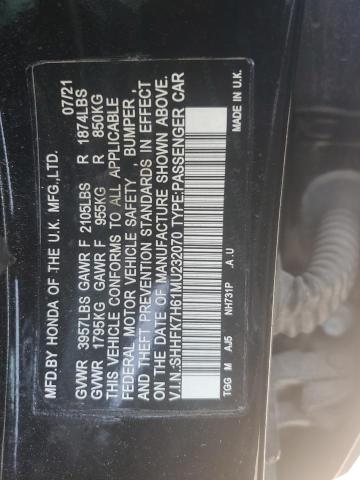 MFD.BY HONDA OF THE U.K. MFG.,LTD. 07/21
GVWR 3957LBS GAWR F 2105LBS R 1874LBS
GVWR 1795KG GAWR F 955KG R 850KG
THIS VEHICLE CONFORMS TO ALL APPLICABLE
FEDERAL MOTOR VEHICLE SAFETY, BUMPER,
AND THEFT PREVENTION STANDARDS IN EFFECT
ON THE DATE OF MANUFACTURE SHOWN ABOVE.
V.I.N.:SHHFK7H61MU232070 TYPE:PASSENGER CAR
TGG M AJ5 NH731P .A .U MADE IN U.K.